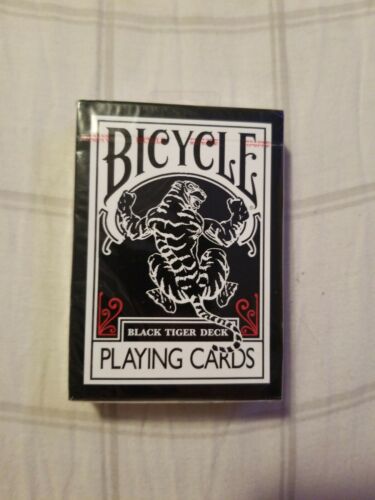 BICYCLE
BLACK TIGER DECK
PLAYING CARDS